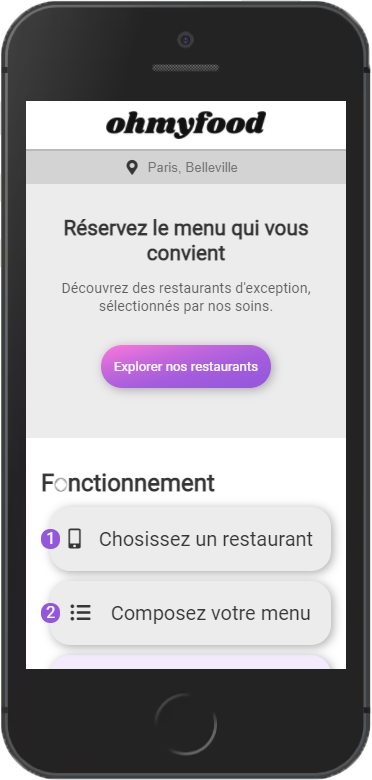 ohmyfood
Paris, Belleville
Réservez le menu qui vous
convient
Découvrez des restaurants d'exception,
sélectionnés par nos soins.
Explorer nos restaurants
Fonctionnement
1 Chosissez un restaurant
2 Composez votre menu